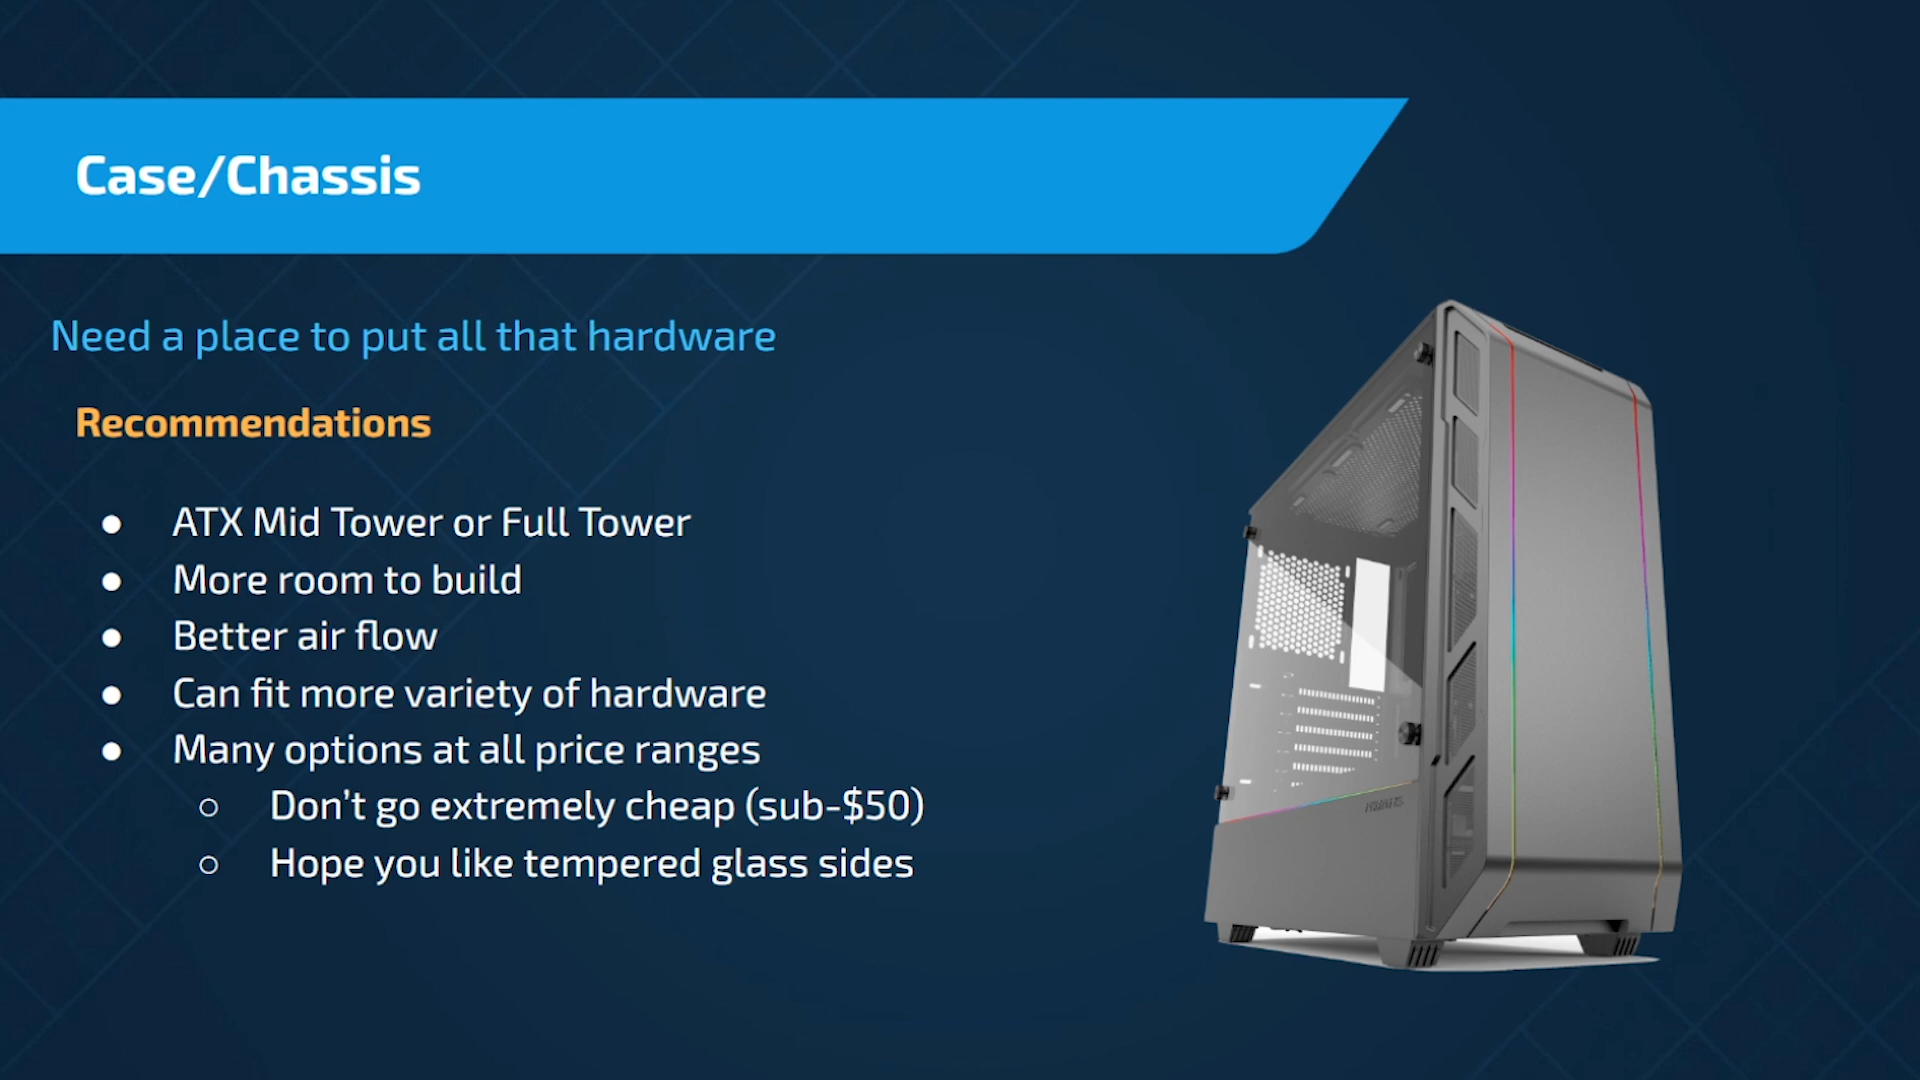 Case/Chassis
Need a place to put all that hardware
Recommendations
● ATX Mid Tower or Full Tower
● More room to build
● Better air flow
● Can fit more variety of hardware
● Many options at all price ranges
○ Don't go extremely cheap (sub-$50)
○ Hope you like tempered glass sides